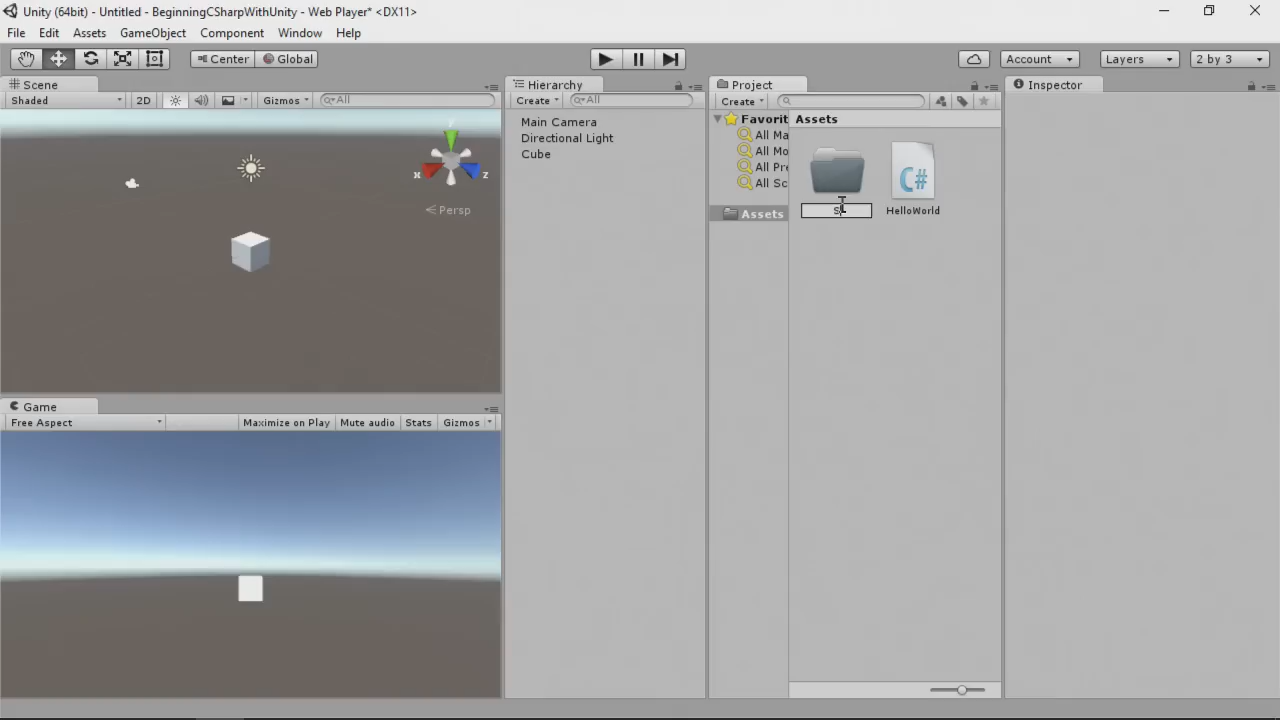 Unity (64bit) - Untitled - BeginningCSharpWithUnity - Web Player* <DX11>
File Edit Assets GameObject Component Window Help
Center Global Account Layers 2 by 3
Scene
Shaded 2D Gizmos All
Persp
Hierarchy
Create All
Main Camera
Directional Light
Cube
Project
Create
Favorit
All Ma
All Mo
All Pre
All Sc
Assets
Assets
S
C#
HelloWorld
Inspector
Game
Free Aspect Maximize on Play Mute audio Stats Gizmos